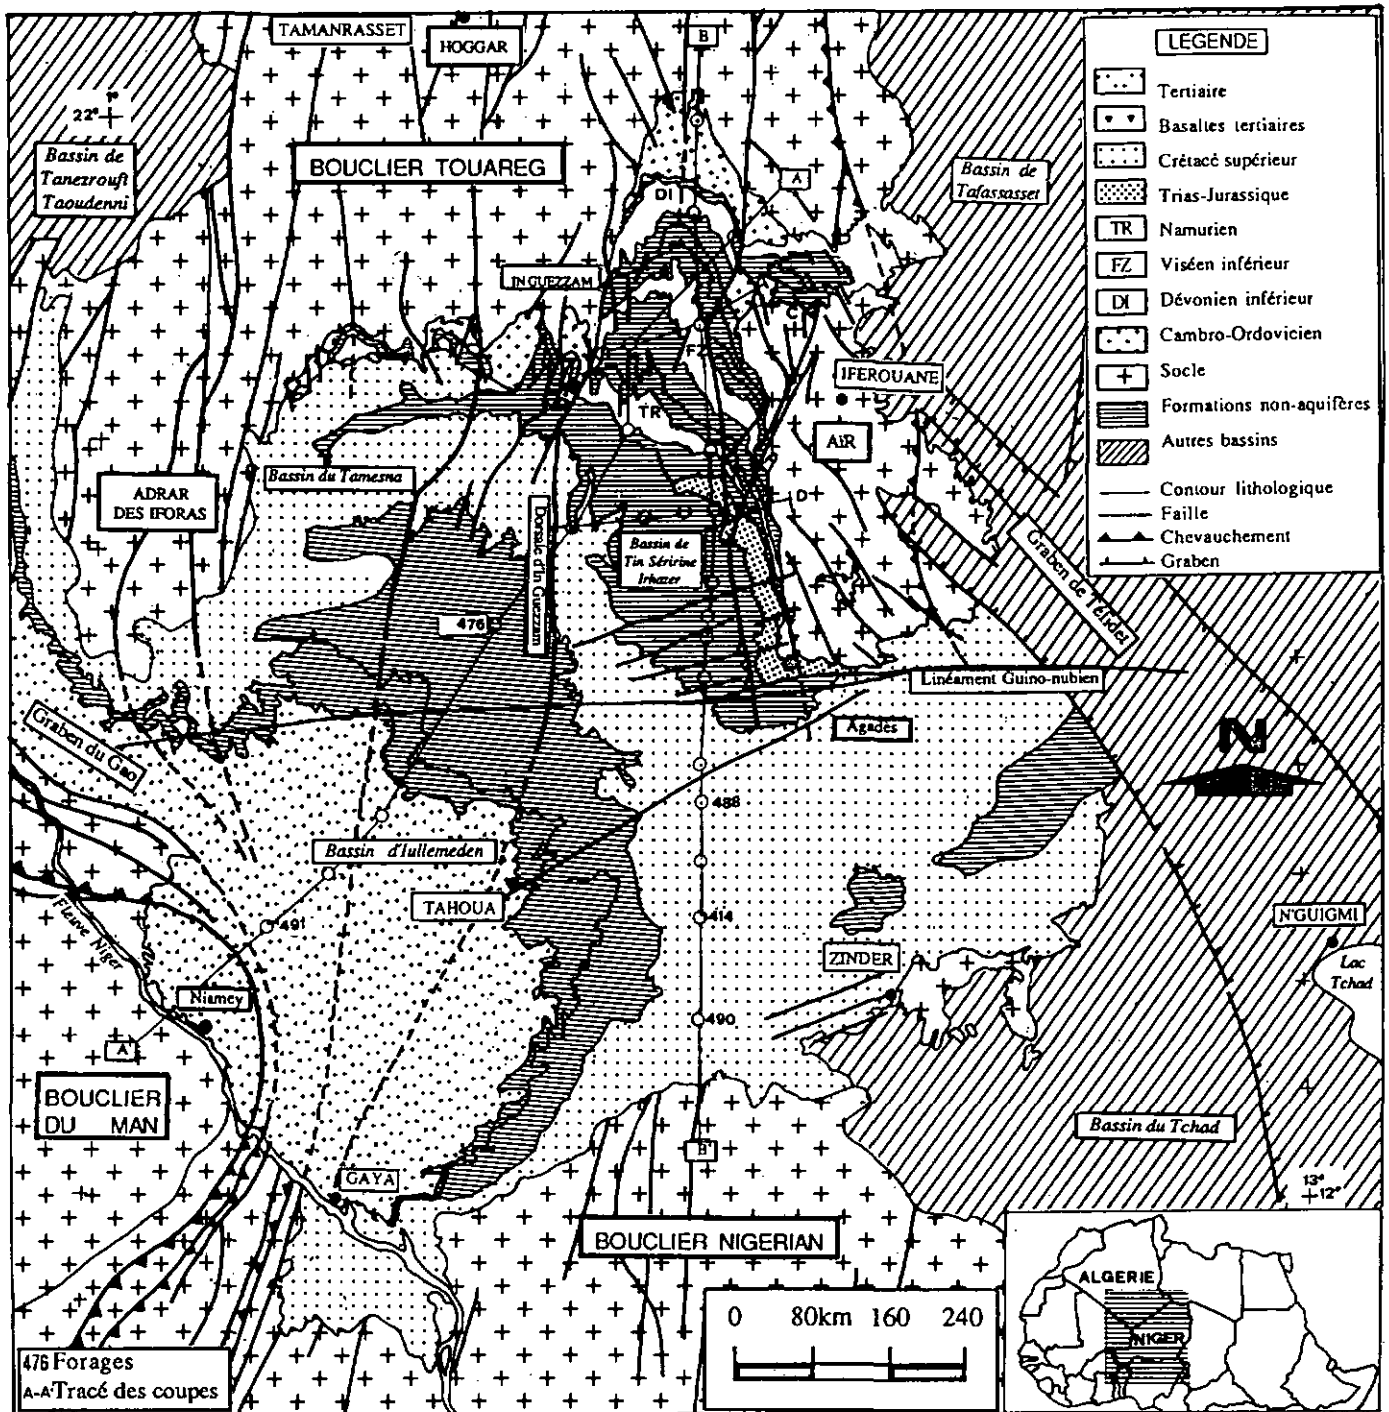 TAMANRASSET
HOGGAR
B
LEGENDE
Tertiaire
Basaltes tertiaires
Crétacé supérieur
Trias-Jurassique
TR Namurien
FZ Viséen inférieur
DI Dévonien inférieur
Cambro-Ordovicien
Socle
Formations non-aquifères
Autres bassins
Contour lithologique
Faille
Chevauchement
Graben
7°
22°
Bassin de
Tanezrouft
Taoudenni
BOUCLIER TOUAREG
A
DI
Bassin de
Tafassasset
IN GUEZZAM
C
FZ
IFEROUANE
TR
AïR
Bassin du Tamesna
ADRAR
DES IFORAS
D
Dorsale d'In Guezzam
Bassin de
Tin Séririne
Irhazer
Graben de Téfidet
476
Linéament Guino-nubien
Graben du Gao
Agadès
N
488
Bassin d'Iullemeden
TAHOUA
414
491
Fleuve Niger
N'GUIGMI
ZINDER
Lac
Tchad
Niamey
490
A'
BOUCLIER
DU MAN
Bassin du Tchad
B'
GAYA
13°
12°
BOUCLIER NIGERIAN
ALGERIE
NIGER
0 80km 160 240
476 Forages
A-A' Tracé des coupes